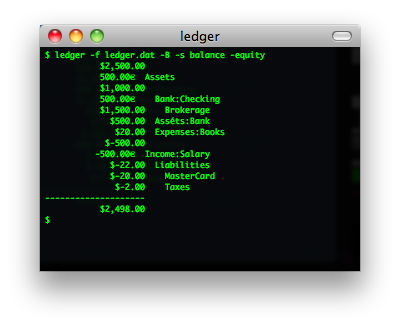 ledger
$ ledger -f ledger.dat -B -s balance -equity
$2,500.00
500.00€ Assets
$1,000.00
500.00€ Bank:Checking
$1,500.00 Brokerage
$500.00 Asséts:Bank
$20.00 Expenses:Books
$-500.00
-500.00€ Income:Salary
$-22.00 Liabilities
$-20.00 MasterCard
$-2.00 Taxes
--------------------
$2,498.00
$